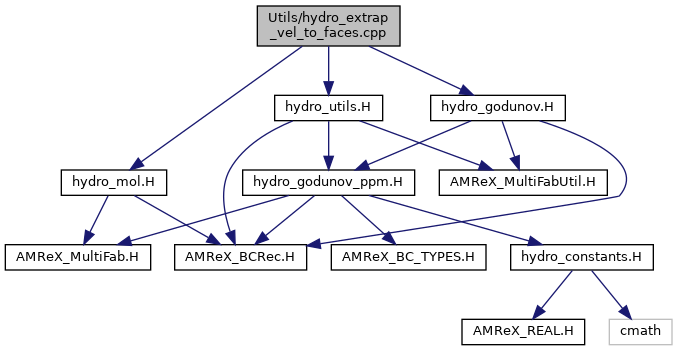 Utils/hydro_extrap
_vel_to_faces.cpp
hydro_utils.H
hydro_godunov.H
hydro_mol.H
hydro_godunov_ppm.H
AMReX_MultiFabUtil.H
AMReX_MultiFab.H
AMReX_BCRec.H
AMReX_BC_TYPES.H
hydro_constants.H
AMReX_REAL.H
cmath